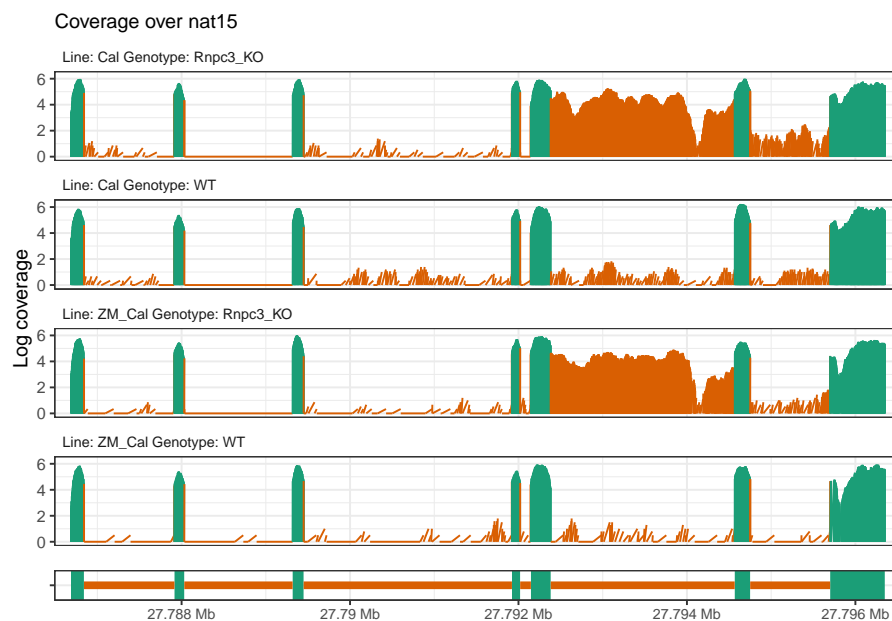 Coverage over nat15
Line: Cal Genotype: Rnpc3_KO
6
4
2
0
Line: Cal Genotype: WT
6
4
2
0
Line: ZM_Cal Genotype: Rnpc3_KO
6
4
2
0
Line: ZM_Cal Genotype: WT
6
4
2
0
Log coverage
27.788 Mb
27.79 Mb
27.792 Mb
27.794 Mb
27.796 Mb